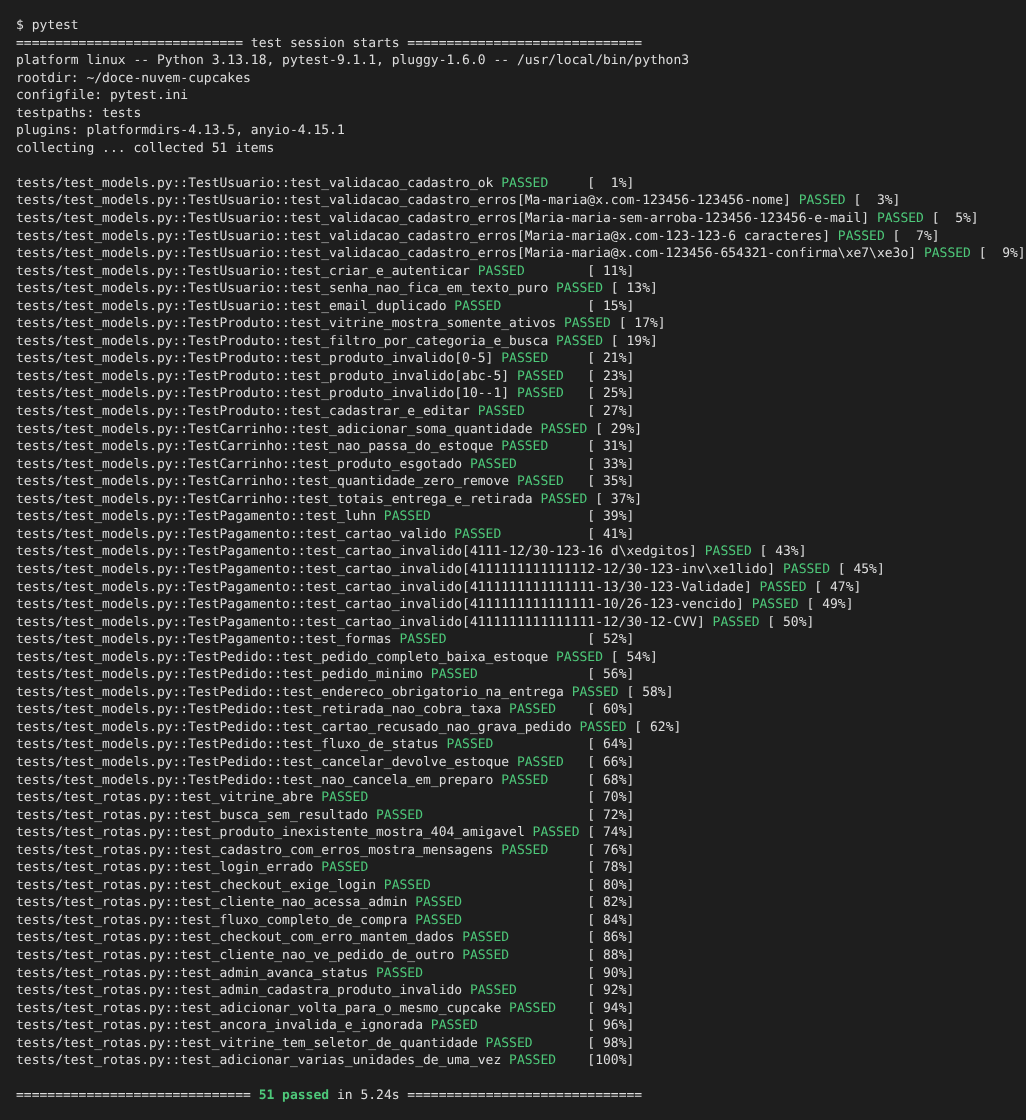 $ pytest
============================= test session starts ==============================
platform linux -- Python 3.13.18, pytest-9.1.1, pluggy-1.6.0 -- /usr/local/bin/python3
rootdir: ~/doce-nuvem-cupcakes
configfile: pytest.ini
testpaths: tests
plugins: platformdirs-4.13.5, anyio-4.15.1
collecting ... collected 51 items

tests/test_models.py::TestUsuario::test_validacao_cadastro_ok PASSED     [  1%]
tests/test_models.py::TestUsuario::test_validacao_cadastro_erros[Ma-maria@x.com-123456-123456-nome] PASSED [  3%]
tests/test_models.py::TestUsuario::test_validacao_cadastro_erros[Maria-maria-sem-arroba-123456-123456-e-mail] PASSED [  5%]
tests/test_models.py::TestUsuario::test_validacao_cadastro_erros[Maria-maria@x.com-123-123-6 caracteres] PASSED [  7%]
tests/test_models.py::TestUsuario::test_validacao_cadastro_erros[Maria-maria@x.com-123456-654321-confirma\xe7\xe3o] PASSED [  9%]
tests/test_models.py::TestUsuario::test_criar_e_autenticar PASSED        [ 11%]
tests/test_models.py::TestUsuario::test_senha_nao_fica_em_texto_puro PASSED [ 13%]
tests/test_models.py::TestUsuario::test_email_duplicado PASSED           [ 15%]
tests/test_models.py::TestProduto::test_vitrine_mostra_somente_ativos PASSED [ 17%]
tests/test_models.py::TestProduto::test_filtro_por_categoria_e_busca PASSED [ 19%]
tests/test_models.py::TestProduto::test_produto_invalido[0-5] PASSED     [ 21%]
tests/test_models.py::TestProduto::test_produto_invalido[abc-5] PASSED   [ 23%]
tests/test_models.py::TestProduto::test_produto_invalido[10--1] PASSED   [ 25%]
tests/test_models.py::TestProduto::test_cadastrar_e_editar PASSED        [ 27%]
tests/test_models.py::TestCarrinho::test_adicionar_soma_quantidade PASSED [ 29%]
tests/test_models.py::TestCarrinho::test_nao_passa_do_estoque PASSED     [ 31%]
tests/test_models.py::TestCarrinho::test_produto_esgotado PASSED         [ 33%]
tests/test_models.py::TestCarrinho::test_quantidade_zero_remove PASSED   [ 35%]
tests/test_models.py::TestCarrinho::test_totais_entrega_e_retirada PASSED [ 37%]
tests/test_models.py::TestPagamento::test_luhn PASSED                    [ 39%]
tests/test_models.py::TestPagamento::test_cartao_valido PASSED           [ 41%]
tests/test_models.py::TestPagamento::test_cartao_invalido[4111-12/30-123-16 d\xedgitos] PASSED [ 43%]
tests/test_models.py::TestPagamento::test_cartao_invalido[4111111111111112-12/30-123-inv\xe1lido] PASSED [ 45%]
tests/test_models.py::TestPagamento::test_cartao_invalido[4111111111111111-13/30-123-Validade] PASSED [ 47%]
tests/test_models.py::TestPagamento::test_cartao_invalido[4111111111111111-10/26-123-vencido] PASSED [ 49%]
tests/test_models.py::TestPagamento::test_cartao_invalido[4111111111111111-12/30-12-CVV] PASSED [ 50%]
tests/test_models.py::TestPagamento::test_formas PASSED                  [ 52%]
tests/test_models.py::TestPedido::test_pedido_completo_baixa_estoque PASSED [ 54%]
tests/test_models.py::TestPedido::test_pedido_minimo PASSED              [ 56%]
tests/test_models.py::TestPedido::test_endereco_obrigatorio_na_entrega PASSED [ 58%]
tests/test_models.py::TestPedido::test_retirada_nao_cobra_taxa PASSED    [ 60%]
tests/test_models.py::TestPedido::test_cartao_recusado_nao_grava_pedido PASSED [ 62%]
tests/test_models.py::TestPedido::test_fluxo_de_status PASSED            [ 64%]
tests/test_models.py::TestPedido::test_cancelar_devolve_estoque PASSED   [ 66%]
tests/test_models.py::TestPedido::test_nao_cancela_em_preparo PASSED     [ 68%]
tests/test_rotas.py::test_vitrine_abre PASSED                            [ 70%]
tests/test_rotas.py::test_busca_sem_resultado PASSED                     [ 72%]
tests/test_rotas.py::test_produto_inexistente_mostra_404_amigavel PASSED [ 74%]
tests/test_rotas.py::test_cadastro_com_erros_mostra_mensagens PASSED     [ 76%]
tests/test_rotas.py::test_login_errado PASSED                            [ 78%]
tests/test_rotas.py::test_checkout_exige_login PASSED                    [ 80%]
tests/test_rotas.py::test_cliente_nao_acessa_admin PASSED                [ 82%]
tests/test_rotas.py::test_fluxo_completo_de_compra PASSED                [ 84%]
tests/test_rotas.py::test_checkout_com_erro_mantem_dados PASSED          [ 86%]
tests/test_rotas.py::test_cliente_nao_ve_pedido_de_outro PASSED          [ 88%]
tests/test_rotas.py::test_admin_avanca_status PASSED                     [ 90%]
tests/test_rotas.py::test_admin_cadastra_produto_invalido PASSED         [ 92%]
tests/test_rotas.py::test_adicionar_volta_para_o_mesmo_cupcake PASSED    [ 94%]
tests/test_rotas.py::test_ancora_invalida_e_ignorada PASSED              [ 96%]
tests/test_rotas.py::test_vitrine_tem_seletor_de_quantidade PASSED       [ 98%]
tests/test_rotas.py::test_adicionar_varias_unidades_de_uma_vez PASSED    [100%]

============================== 51 passed in 5.24s ==============================